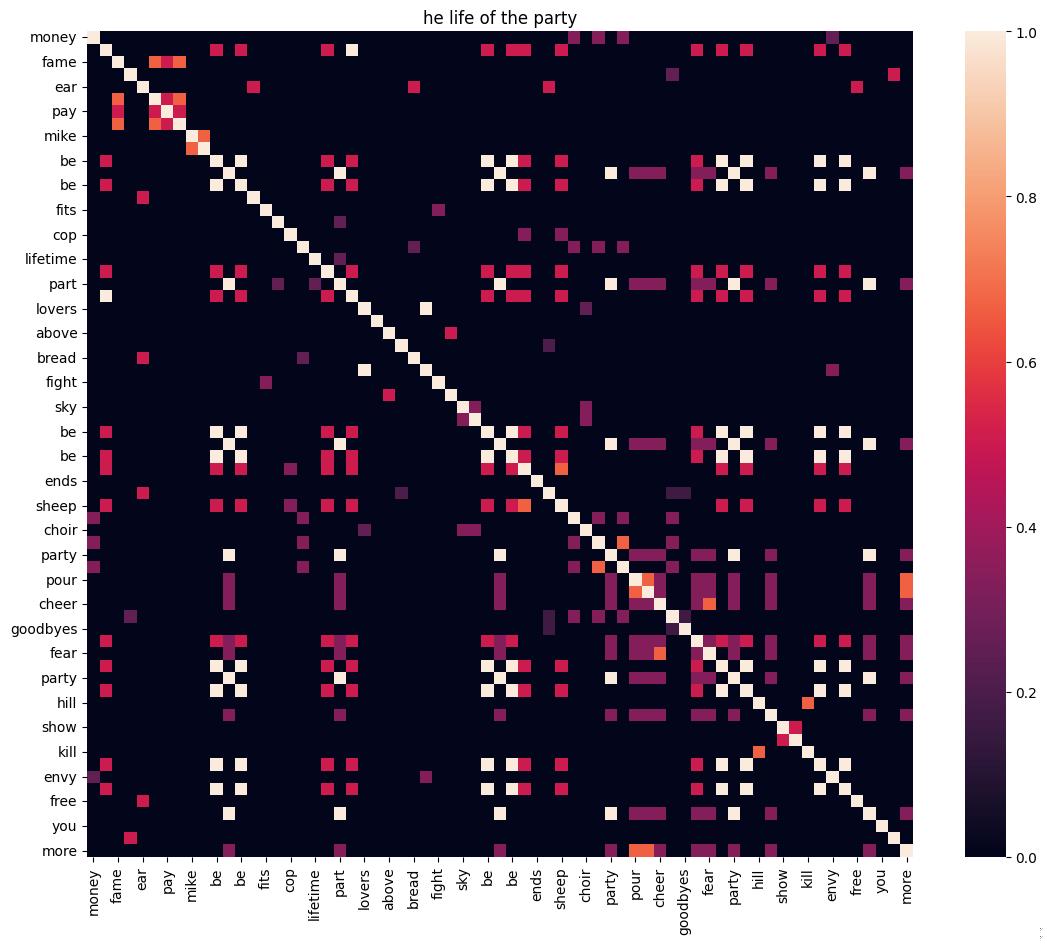 he life of the party
money
fame
ear
pay
mike
be
be
fits
cop
lifetime
part
lovers
above
bread
fight
sky
be
be
ends
sheep
choir
party
pour
cheer
goodbyes
fear
party
hill
show
kill
envy
free
you
more
1.0
0.8
0.6
0.4
0.2
0.0
money
fame
ear
pay
mike
be
be
fits
cop
lifetime
part
lovers
above
bread
fight
sky
be
be
ends
sheep
choir
party
pour
cheer
goodbyes
fear
party
hill
show
kill
envy
free
you
more